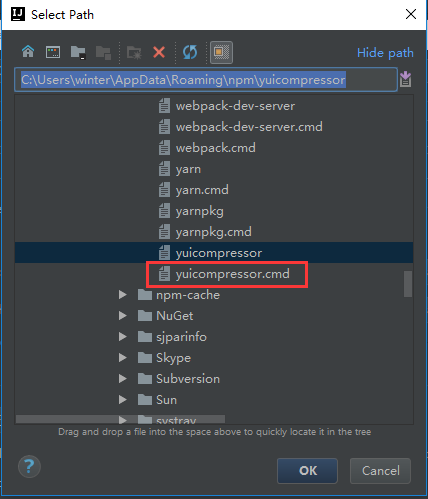 Select Path
Hide path
C:\Users\winter\AppData\Roaming\npm\yuicompressor
webpack-dev-server
webpack-dev-server.cmd
webpack.cmd
yarn
yarn.cmd
yarnpkg
yarnpkg.cmd
yuicompressor
yuicompressor.cmd
npm-cache
NuGet
sjparinfo
Skype
Subversion
Sun
systray
Drag and drop a file into the space above to quickly locate it in the tree
?
OK
Cancel